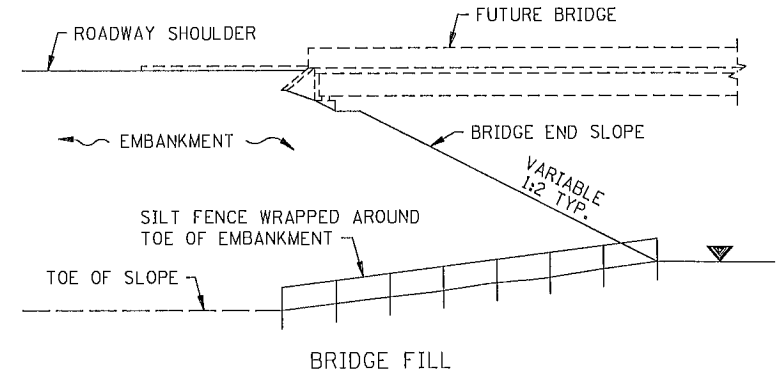 FUTURE BRIDGE
ROADWAY SHOULDER
EMBANKMENT
BRIDGE END SLOPE
VARIABLE
1:2 TYP.
SILT FENCE WRAPPED AROUND
TOE OF EMBANKMENT
TOE OF SLOPE
BRIDGE FILL